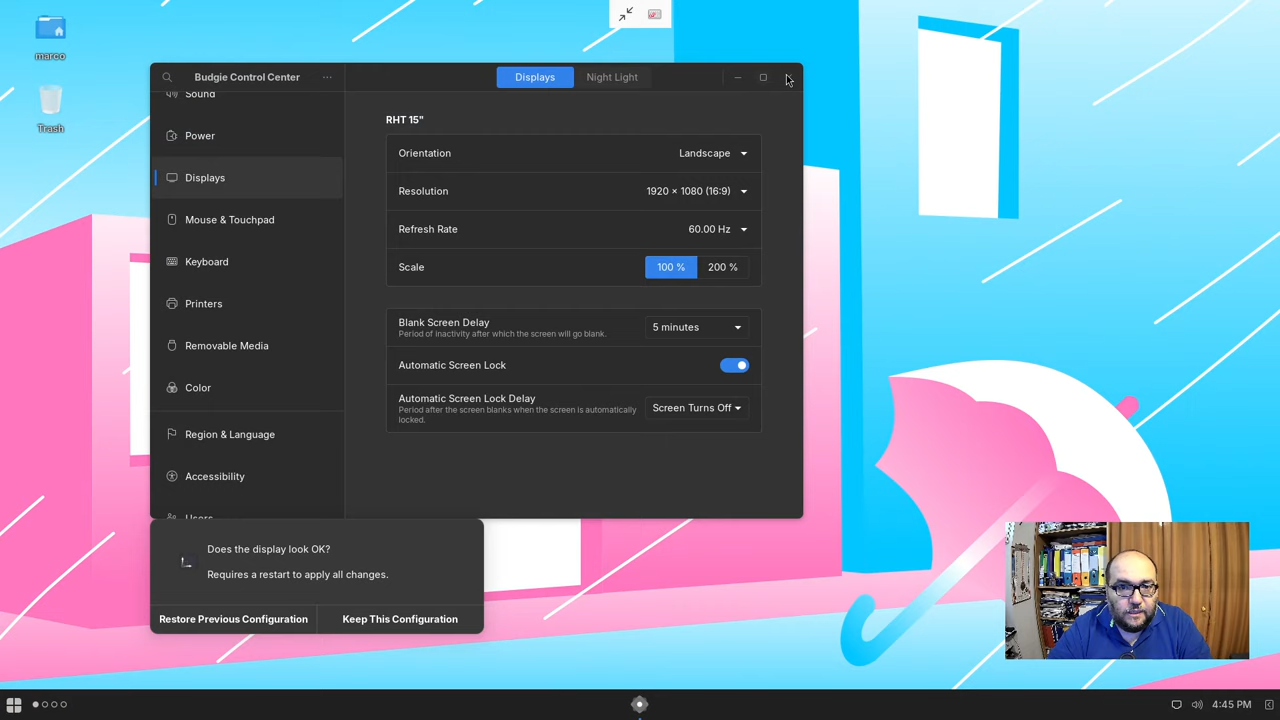 marco
Trash
Budgie Control Center
Displays
Night Light
Sound
Power
Displays
Mouse & Touchpad
Keyboard
Printers
Removable Media
Color
Region & Language
Accessibility
Users
RHT 15"
Orientation
Landscape
Resolution
1920 × 1080 (16:9)
Refresh Rate
60.00 Hz
Scale
100 %
200 %
Blank Screen Delay
Period of inactivity after which the screen will go blank.
5 minutes
Automatic Screen Lock
Automatic Screen Lock Delay
Period after the screen blanks when the screen is automatically
locked.
Screen Turns Off
Does the display look OK?
Requires a restart to apply all changes.
Restore Previous Configuration
Keep This Configuration
4:45 PM